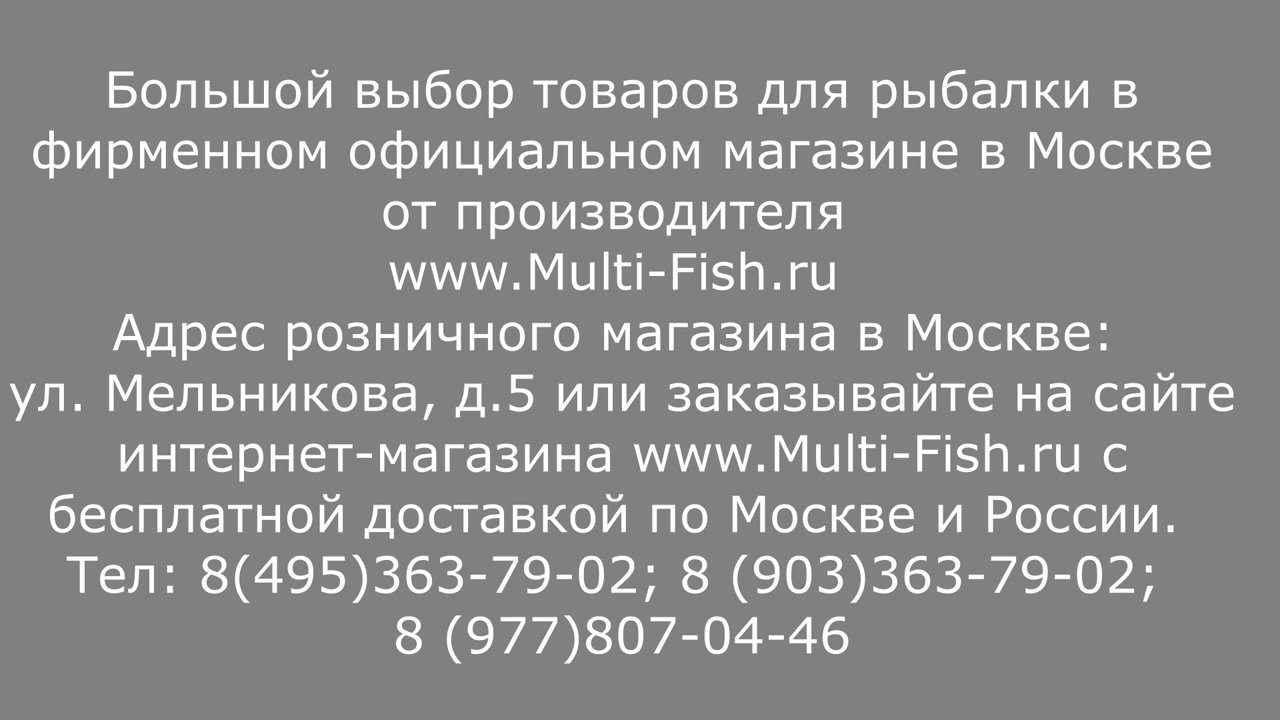 Большой выбор товаров для рыбалки в
фирменном официальном магазине в Москве
от производителя
www.Multi-Fish.ru
Адрес розничного магазина в Москве:
ул. Мельникова, д.5 или заказывайте на сайте
интернет-магазина www.Multi-Fish.ru с
бесплатной доставкой по Москве и России.
Тел: 8(495)363-79-02; 8 (903)363-79-02;
8 (977)807-04-46